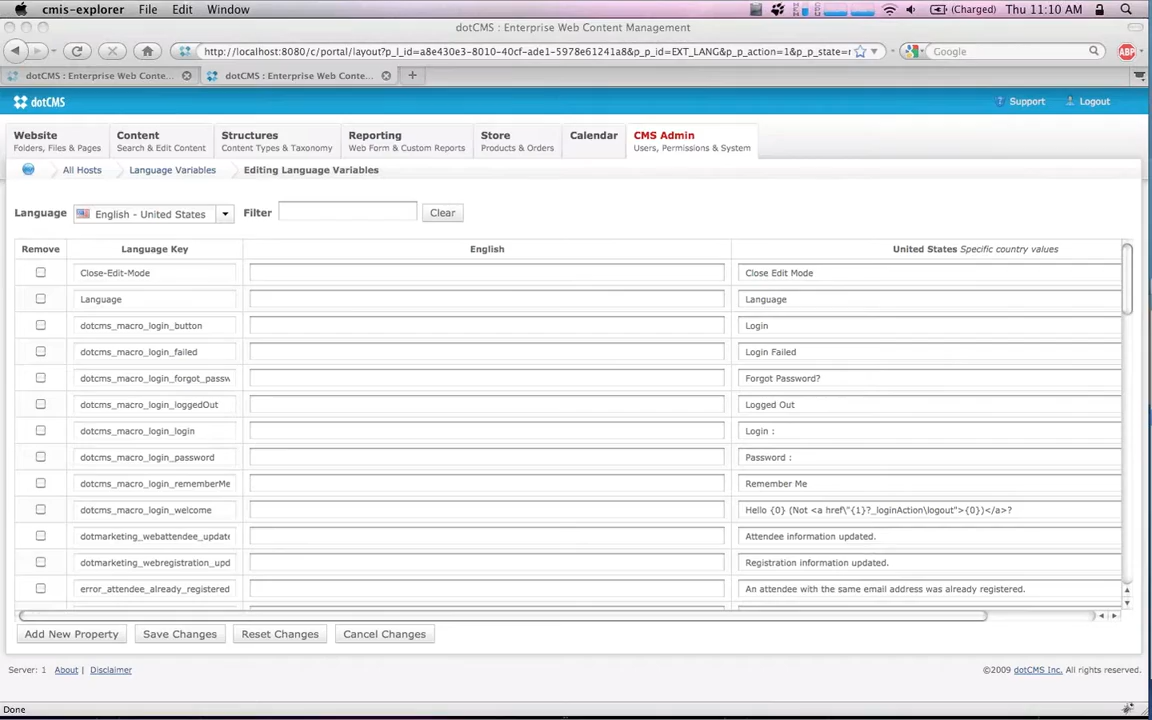 cmis-explorer File Edit Window (Charged) Thu 11:10 AM
dotCMS : Enterprise Web Content Management
http://localhost:8080/c/portal/layout?p_l_id=a8e430e3-8010-40cf-ade1-5978e61241a8&p_p_id=EXT_LANG&p_p_action=1&p_p_state=r Google ABP
dotCMS : Enterprise Web Conte... dotCMS : Enterprise Web Conte...
dotCMS Support Logout
Website Content Structures Reporting Store Calendar CMS Admin
Folders, Files & Pages Search & Edit Content Content Types & Taxonomy Web Form & Custom Reports Products & Orders Users, Permissions & System
All Hosts Language Variables Editing Language Variables
Language English - United States Filter Clear
Remove Language Key English United States Specific country values
Close-Edit-Mode Close Edit Mode
Language Language
dotcms_macro_login_button Login
dotcms_macro_login_failed Login Failed
dotcms_macro_login_forgot_passw Forgot Password?
dotcms_macro_login_loggedOut Logged Out
dotcms_macro_login_login Login :
dotcms_macro_login_password Password :
dotcms_macro_login_rememberMe Remember Me
dotcms_macro_login_welcome Hello {0} (Not <a href\"{1}?_loginAction\logout">{0})</a>?
dotmarketing_webattendee_update Attendee information updated.
dotmarketing_webregistration_upd Registration information updated.
error_attendee_already_registered An attendee with the same email address was already registered.
Add New Property Save Changes Reset Changes Cancel Changes
Server: 1 About | Disclaimer ©2009 dotCMS Inc. All rights reserved.
Done